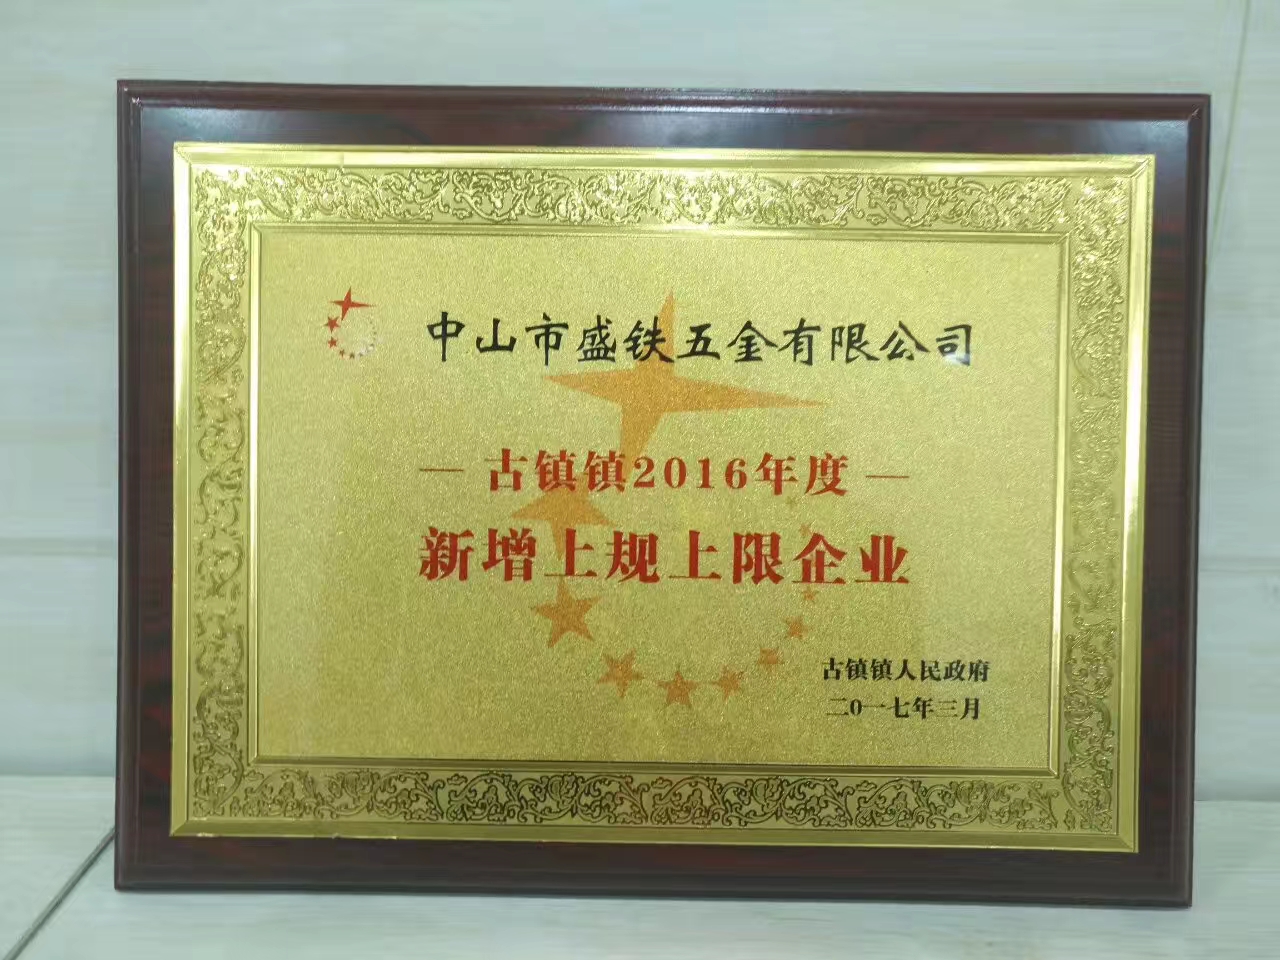 中山市盛铁五金有限公司
— 古镇镇2016年度 —
新增上规上限企业
古镇镇人民政府
二0一七年三月